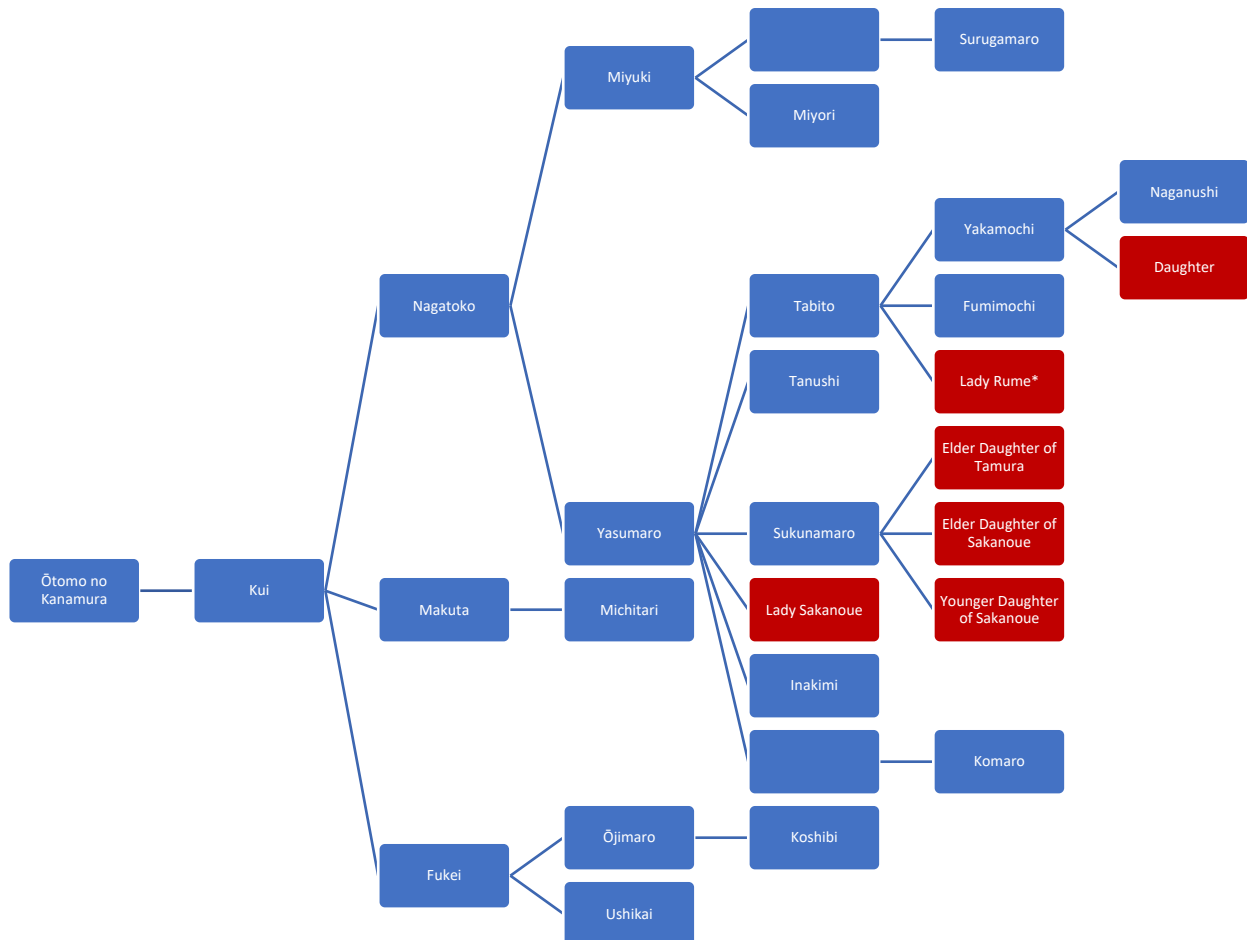 Surugamaro
Miyuki
Miyori
Naganushi
Yakamochi
Daughter
Nagatoko
Tabito
Fumimochi
Tanushi
Lady Rume*
Elder Daughter of
Tamura
Yasumaro
Sukunamaro
Elder Daughter of
Sakanoue
Ōtomo no
Kanamura
Kui
Makuta
Michitari
Lady Sakanoue
Younger Daughter
of Sakanoue
Inakimi
Komaro
Ōjimaro
Koshibi
Fukei
Ushikai